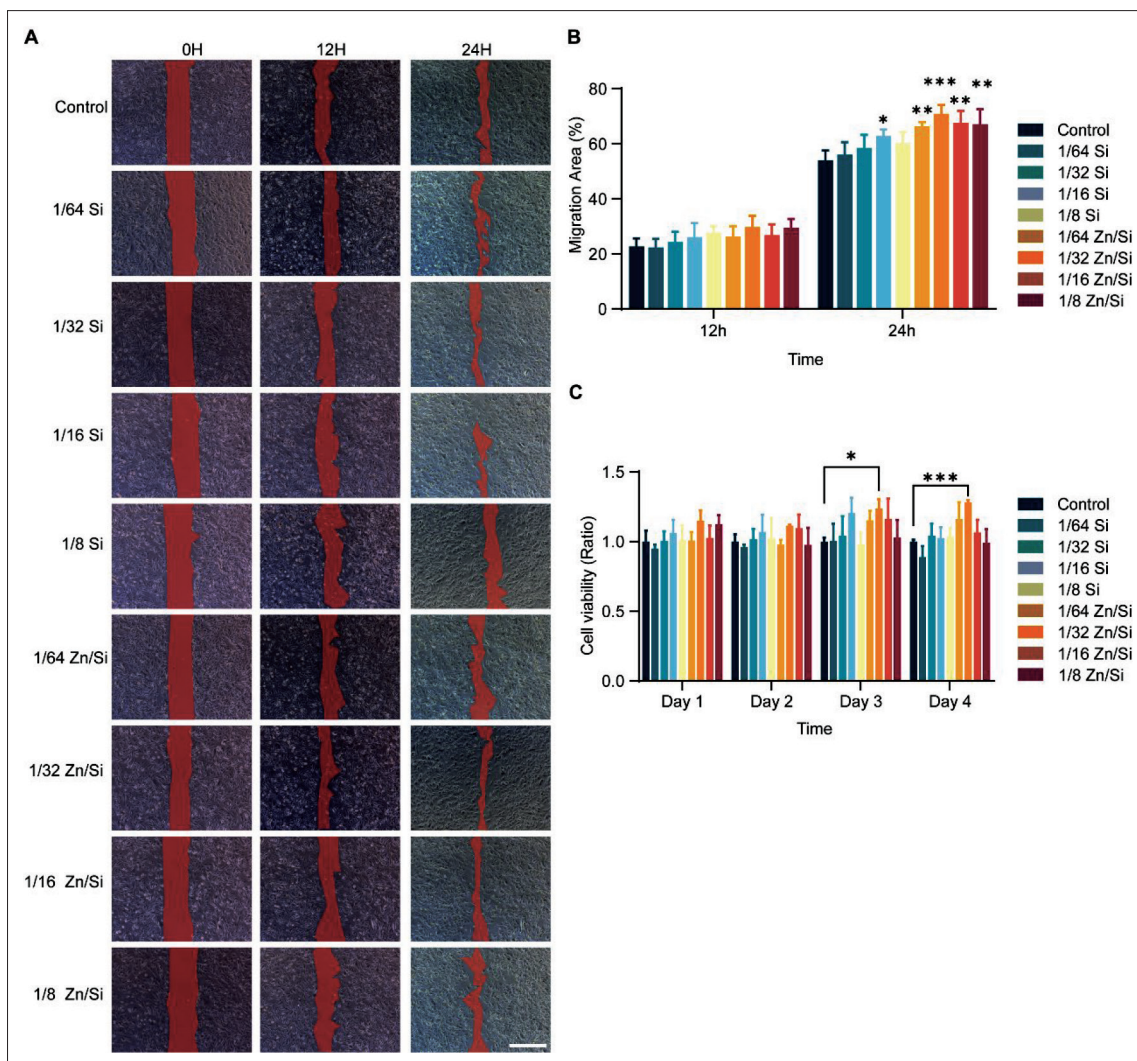 A
0H 12H 24H
Control
1/64 Si
1/32 Si
1/16 Si
1/8 Si
1/64 Zn/Si
1/32 Zn/Si
1/16 Zn/Si
1/8 Zn/Si
B
Migration Area (%)
80
60
40
20
0
* ** *** ** **
12h 24h
Time
Control
1/64 Si
1/32 Si
1/16 Si
1/8 Si
1/64 Zn/Si
1/32 Zn/Si
1/16 Zn/Si
1/8 Zn/Si
C
Cell viability (Ratio)
1.5
1.0
0.5
0.0
* ***
Day 1 Day 2 Day 3 Day 4
Time
Control
1/64 Si
1/32 Si
1/16 Si
1/8 Si
1/64 Zn/Si
1/32 Zn/Si
1/16 Zn/Si
1/8 Zn/Si